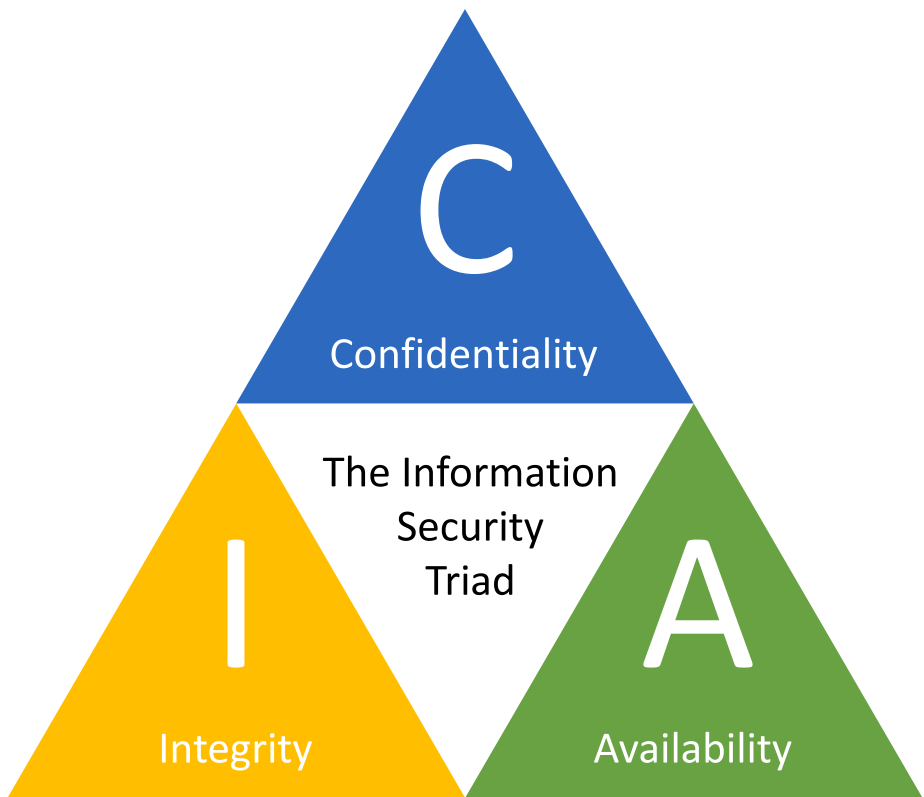 C
Confidentiality
The Information
Security
Triad
I
Integrity
A
Availability